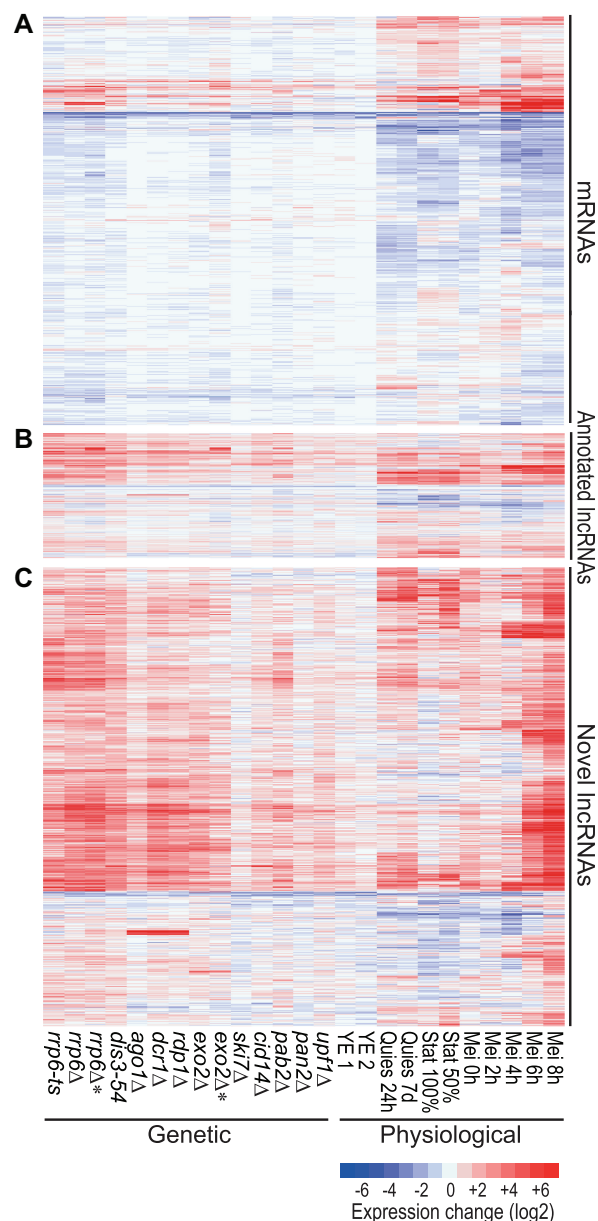 A
mRNAs
B
Annotated lncRNAs
C
Novel lncRNAs
rrp6-ts
rrp6Δ
rrp6Δ*
dis3-54
ago1Δ
dcr1Δ
rdp1Δ
exo2Δ
exo2Δ*
ski7Δ
cid14Δ
pab2Δ
pan2Δ
upf1Δ
YE 1
YE 2
Quies 24h
Quies 7d
Stat 100%
Stat 50%
Mei 0h
Mei 2h
Mei 4h
Mei 6h
Mei 8h
Genetic
Physiological
-6 -4 -2 0 +2 +4 +6
Expression change (log2)